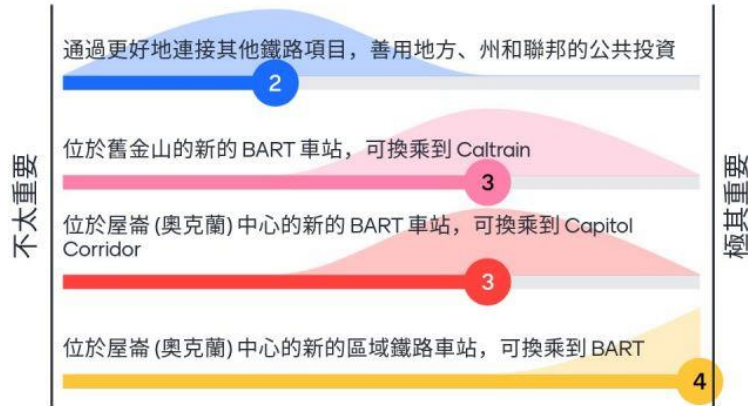 通過更好地連接其他鐵路項目，善用地方、州和聯邦的公共投資
2
位於舊金山的新的 BART 車站，可換乘到 Caltrain
3
位於屋崙 (奧克蘭) 中心的新的 BART 車站，可換乘到 Capitol
Corridor
3
位於屋崙 (奧克蘭) 中心的新的區域鐵路車站，可換乘到 BART
4
不太重要
極其重要